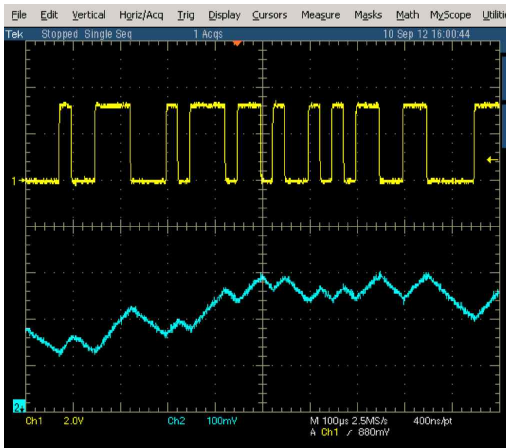 File Edit Vertical Horiz/Acq Trig Display Cursors Measure Masks Math MyScope Utilitie
Tek Stopped Single Seq 1 Acqs 10 Sep 12 16:00:44
1
2
Ch1 2.0V Ch2 100mV M 100µs 2.5MS/s 400ns/pt
A Ch1 / 880mV